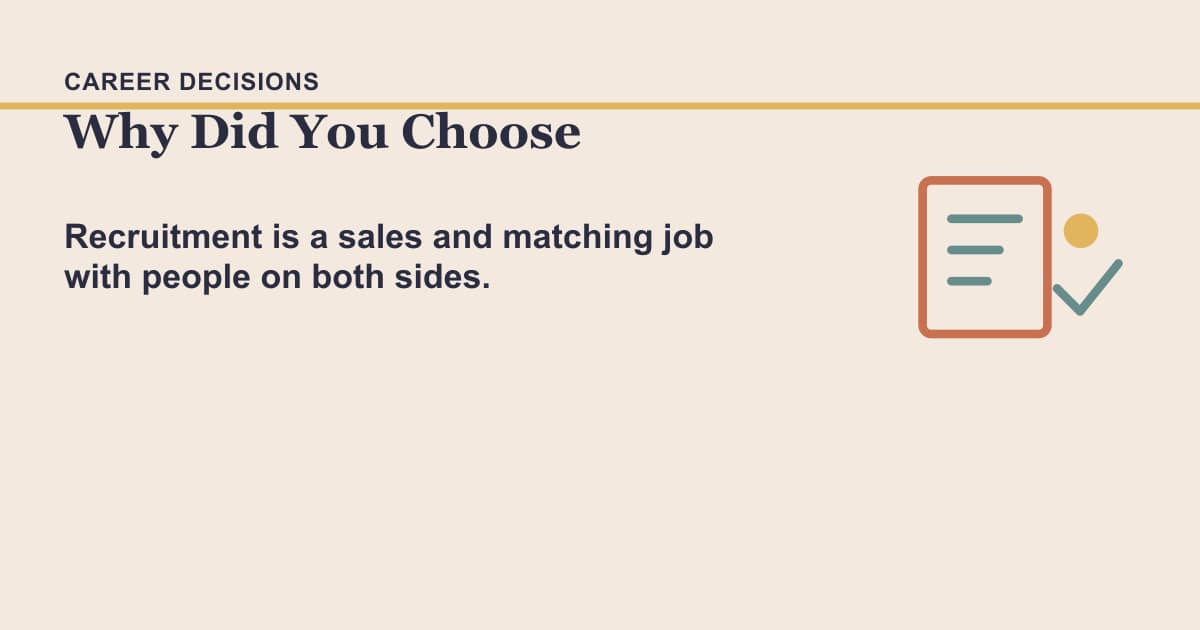 CAREER DECISIONS
Why Did You Choose
Recruitment is a sales and matching job
with people on both sides.